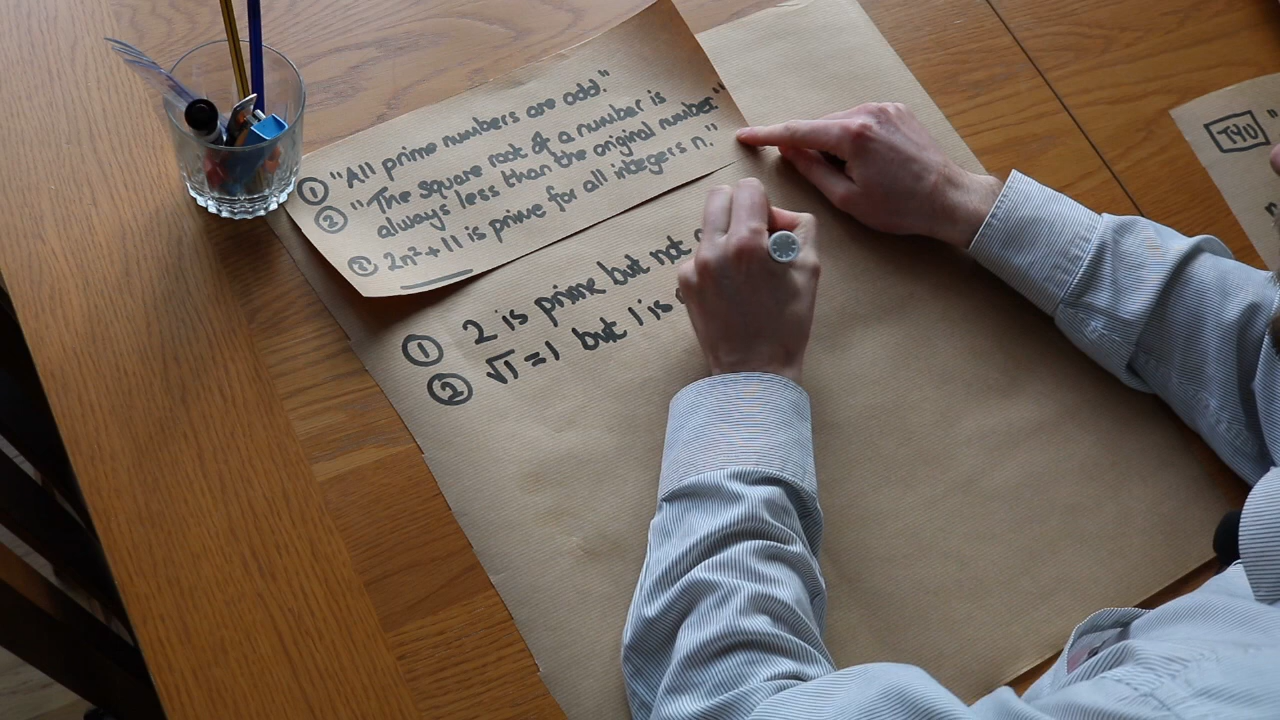 ① "All prime numbers are odd."
② "The square root of a number is
always less than the original number."
③ 2n²+11 is prime for all integers n."
① 2 is prime but not
② √1=1 but 1 is
TYU "